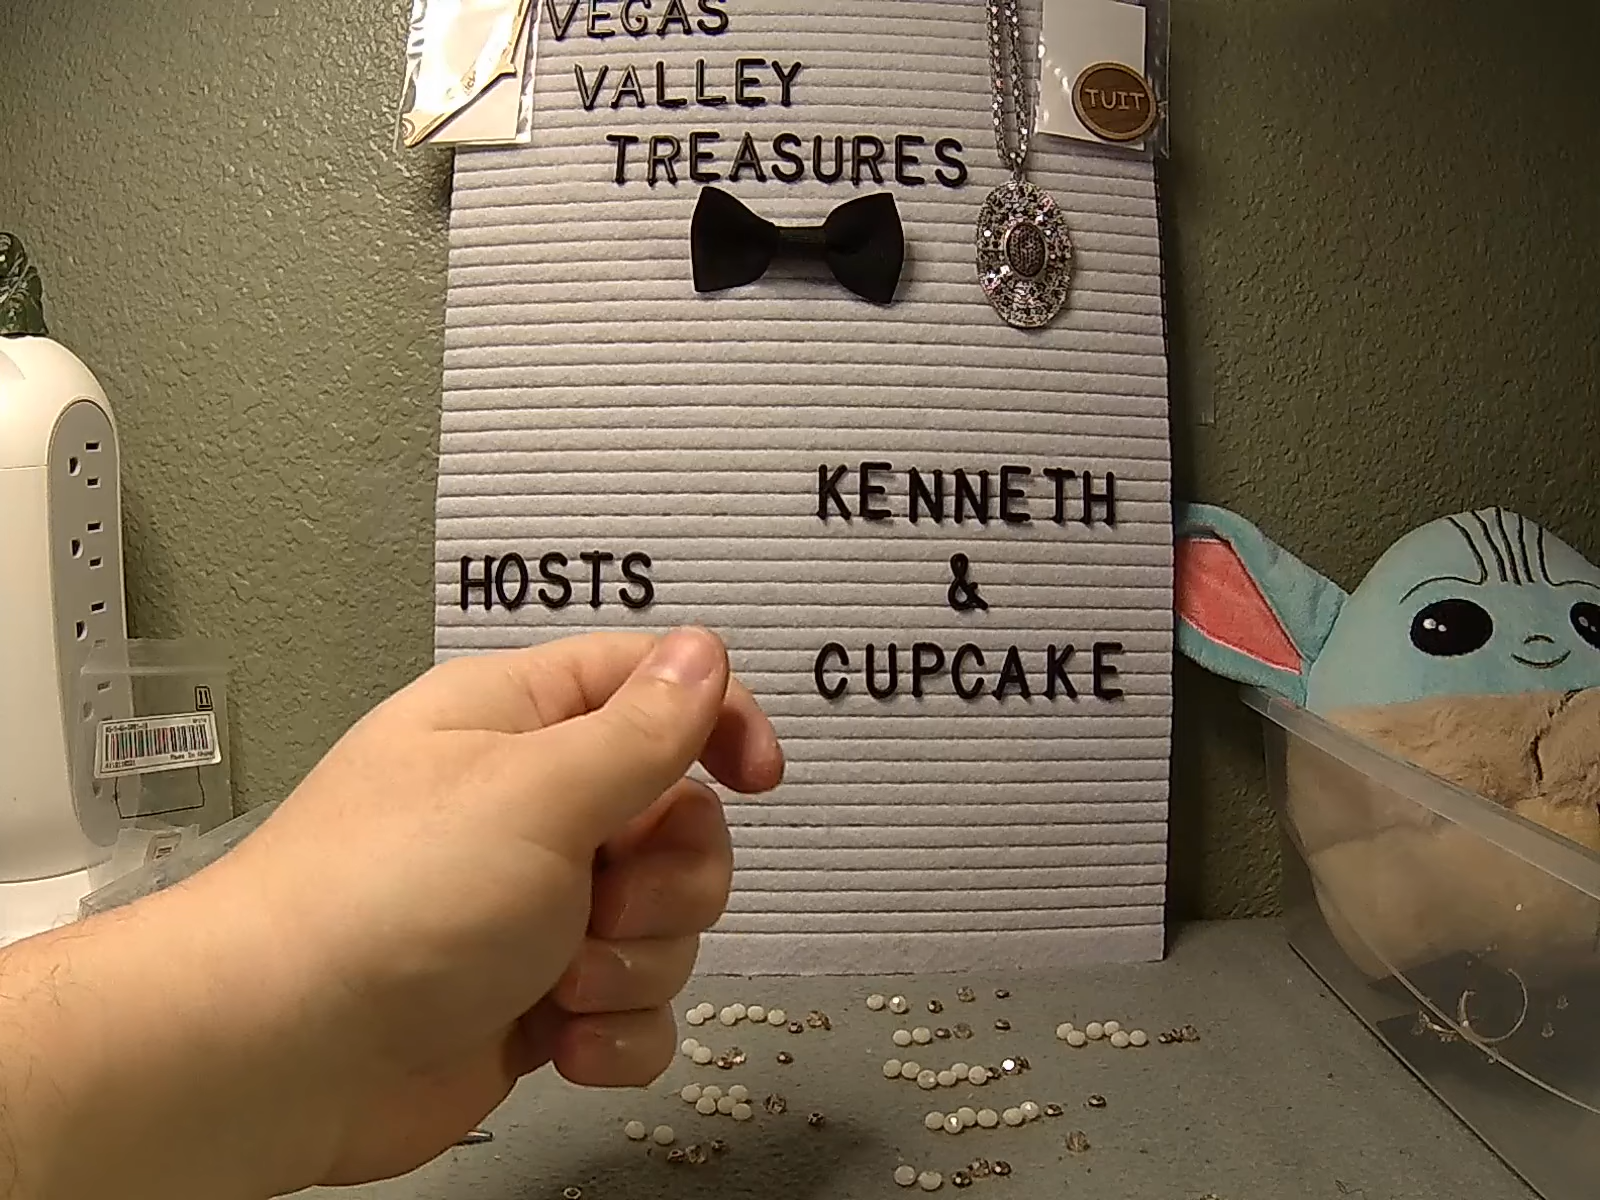 VEGAS
VALLEY
TREASURES
TUIT
KENNETH
HOSTS
&
CUPCAKE